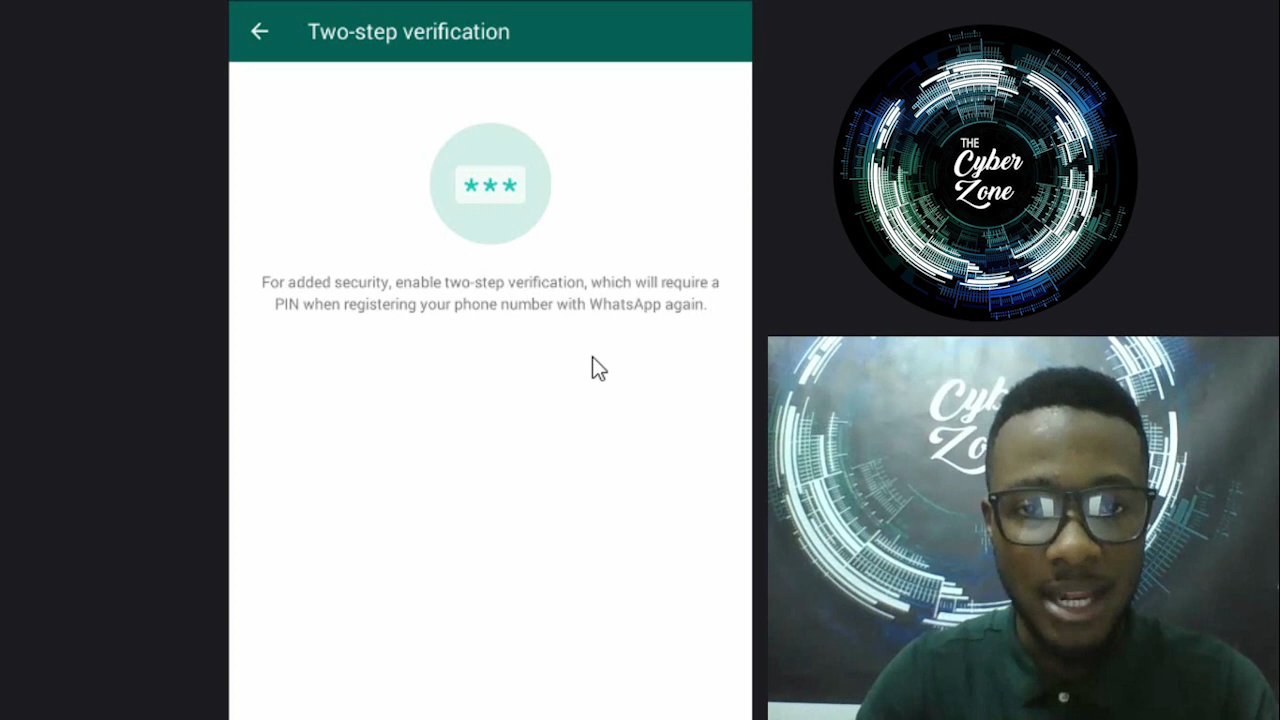 Two-step verification
***
For added security, enable two-step verification, which will require a
PIN when registering your phone number with WhatsApp again.
THE
Cyber
Zone